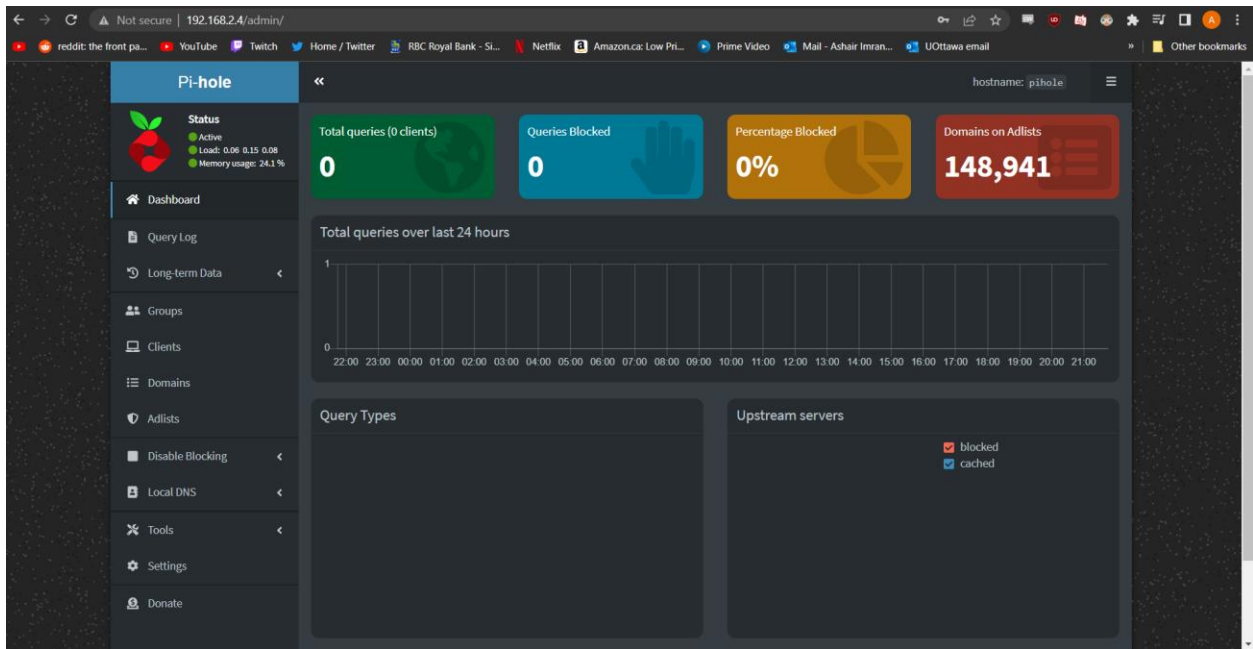 Not secure | 192.168.2.4/admin/
reddit: the front pa... YouTube Twitch Home / Twitter RBC Royal Bank - Si... Netflix Amazon.ca: Low Pri... Prime Video Mail - Ashair Imran... UOttawa email » Other bookmarks
Pi-hole
hostname: pihole
Status
Active
Load: 0.06 0.15 0.08
Memory usage: 24.1 %
Dashboard
Query Log
Long-term Data
Groups
Clients
Domains
Adlists
Disable Blocking
Local DNS
Tools
Settings
Donate
Total queries (0 clients)
0
Queries Blocked
0
Percentage Blocked
0%
Domains on Adlists
148,941
Total queries over last 24 hours
1
0
22:00 23:00 00:00 01:00 02:00 03:00 04:00 05:00 06:00 07:00 08:00 09:00 10:00 11:00 12:00 13:00 14:00 15:00 16:00 17:00 18:00 19:00 20:00 21:00
Query Types
Upstream servers
blocked
cached